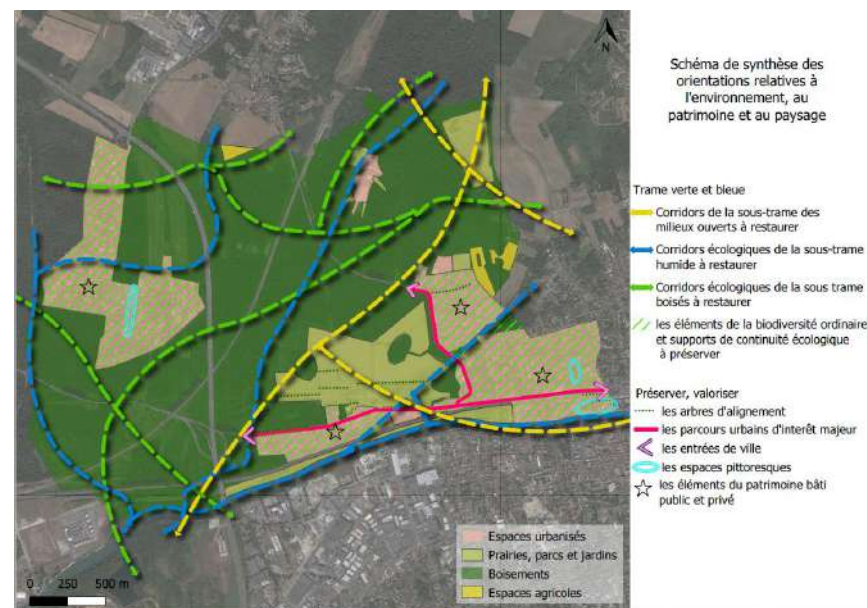 N
Schéma de synthèse des
orientations relatives à
l'environnement, au
patrimoine et au paysage
Trame verte et bleue
Corridors de la sous-trame des
milieux ouverts à restaurer
Corridors écologiques de la sous-trame
humide à restaurer
Corridors écologiques de la sous trame
boisés à restaurer
les éléments de la biodiversité ordinaire
et supports de continuité écologique
à préserver
Préserver, valoriser
les arbres d'alignement
les parcours urbains d'interêt majeur
les entrées de ville
les espaces pittoresques
les éléments du patrimoine bâti
public et privé
Espaces urbanisés
Prairies, parcs et jardins
Boisements
Espaces agricoles
0 250 500 m